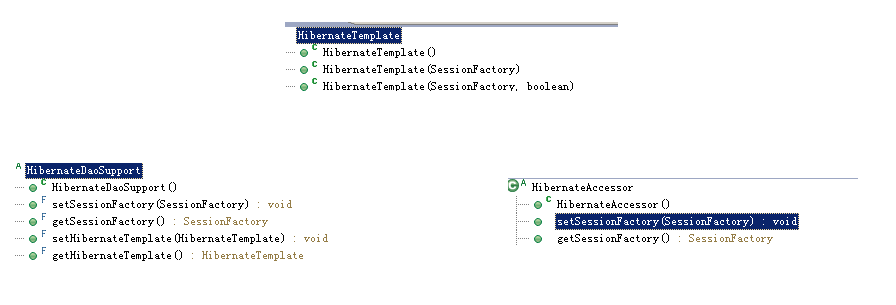 HibernateTemplate
C HibernateTemplate()
C HibernateTemplate(SessionFactory)
C HibernateTemplate(SessionFactory, boolean)
A HibernateDaoSupport
C HibernateDaoSupport()
F setSessionFactory(SessionFactory) : void
F getSessionFactory() : SessionFactory
F setHibernateTemplate(HibernateTemplate) : void
F getHibernateTemplate() : HibernateTemplate
C A HibernateAccessor
C HibernateAccessor()
setSessionFactory(SessionFactory) : void
getSessionFactory() : SessionFactory